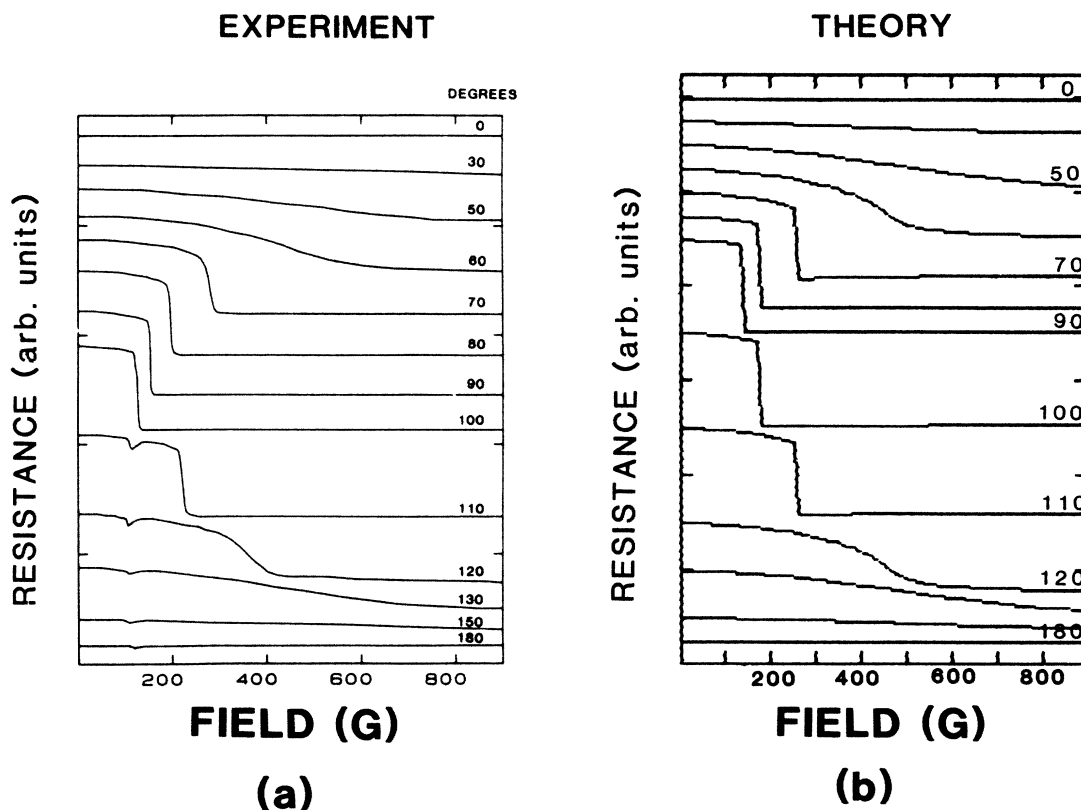 EXPERIMENT
DEGREES
0
30
50
60
70
80
90
100
110
120
130
150
180
RESISTANCE (arb. units)
200 400 600 800
FIELD (G)
(a)
THEORY
0
50
70
90
100
110
120
180
RESISTANCE (arb. units)
200 400 600 800
FIELD (G)
(b)